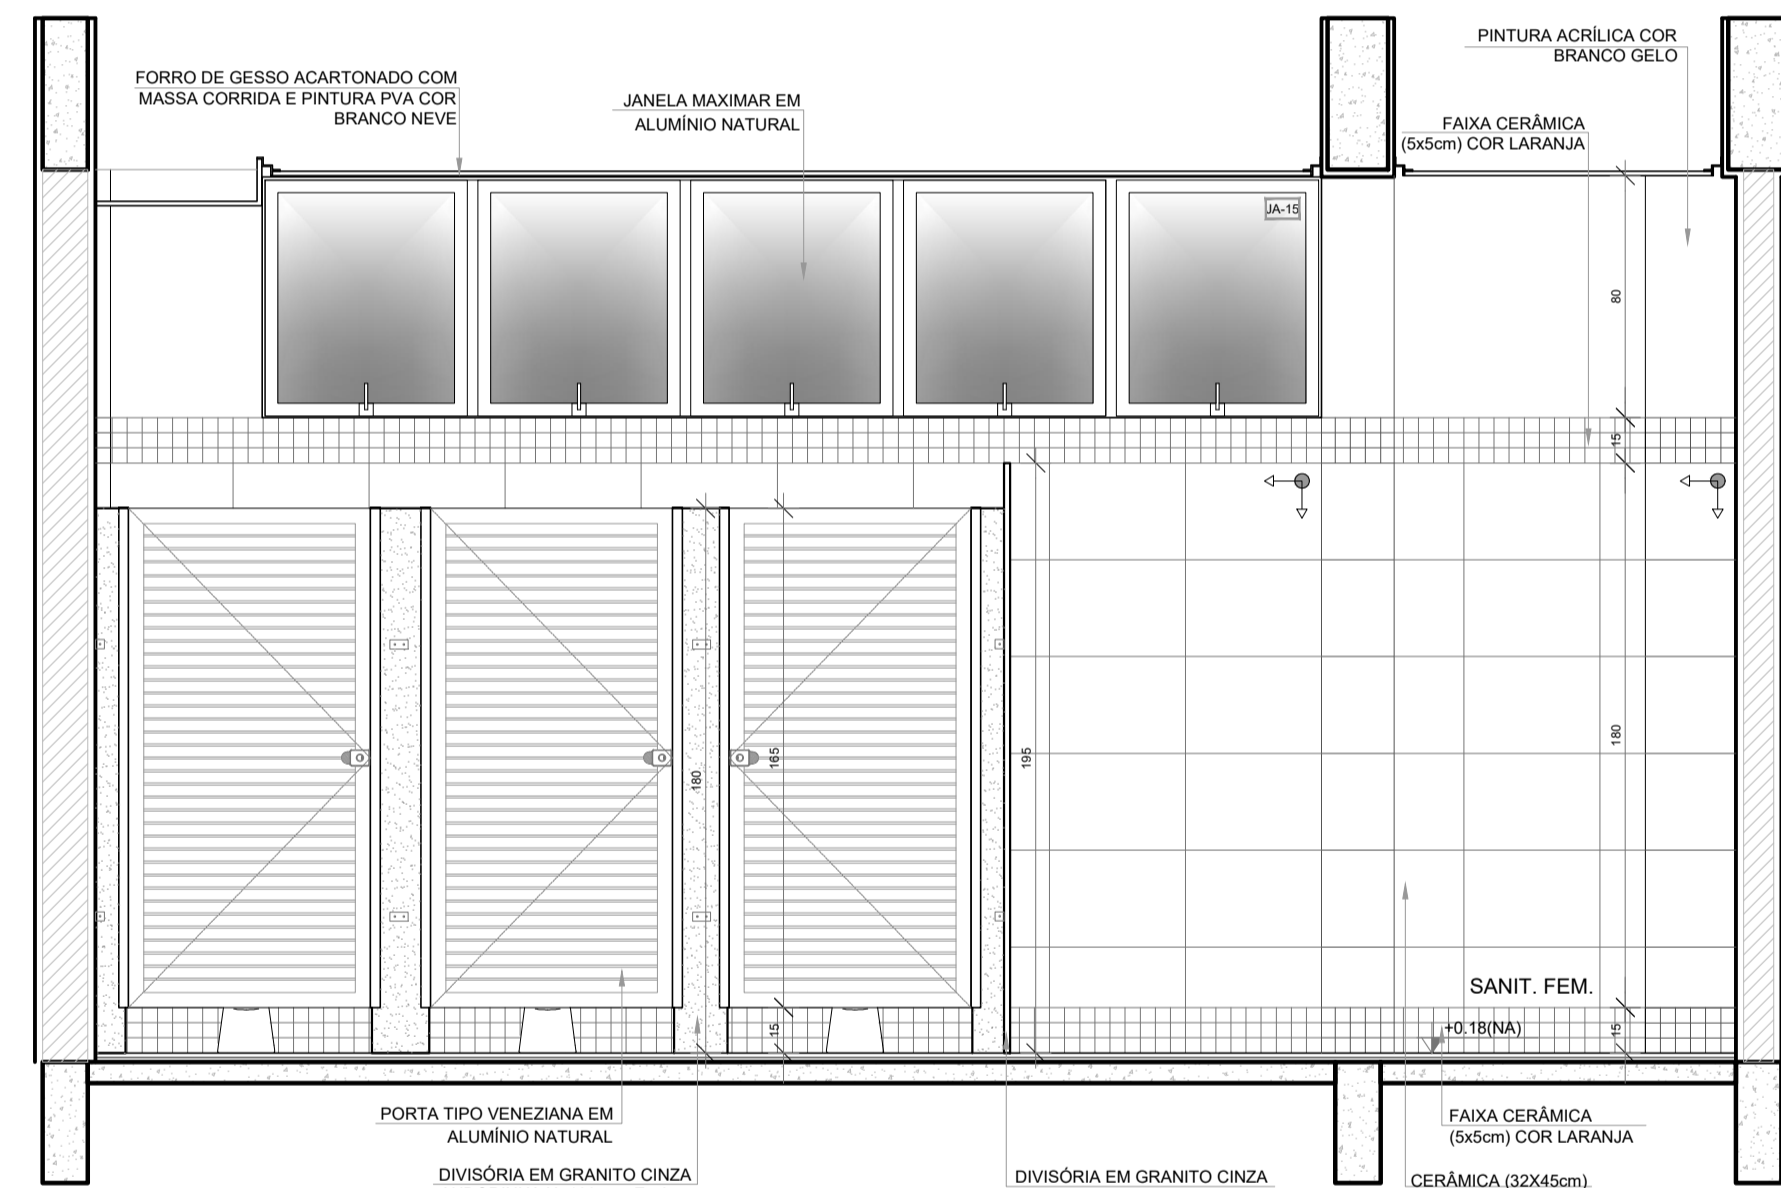 PINTURA ACRÍLICA COR
BRANCO GELO
FORRO DE GESSO ACARTONADO COM
MASSA CORRIDA E PINTURA PVA COR
BRANCO NEVE
JANELA MAXIMAR EM
ALUMÍNIO NATURAL
FAIXA CERÂMICA
(5x5cm) COR LARANJA
JA-15
80
15
180
165
195
180
SANIT. FEM.
+0.18(NA)
15
15
PORTA TIPO VENEZIANA EM
ALUMÍNIO NATURAL
FAIXA CERÂMICA
(5x5cm) COR LARANJA
DIVISÓRIA EM GRANITO CINZA
DIVISÓRIA EM GRANITO CINZA
CERÂMICA (32X45cm)